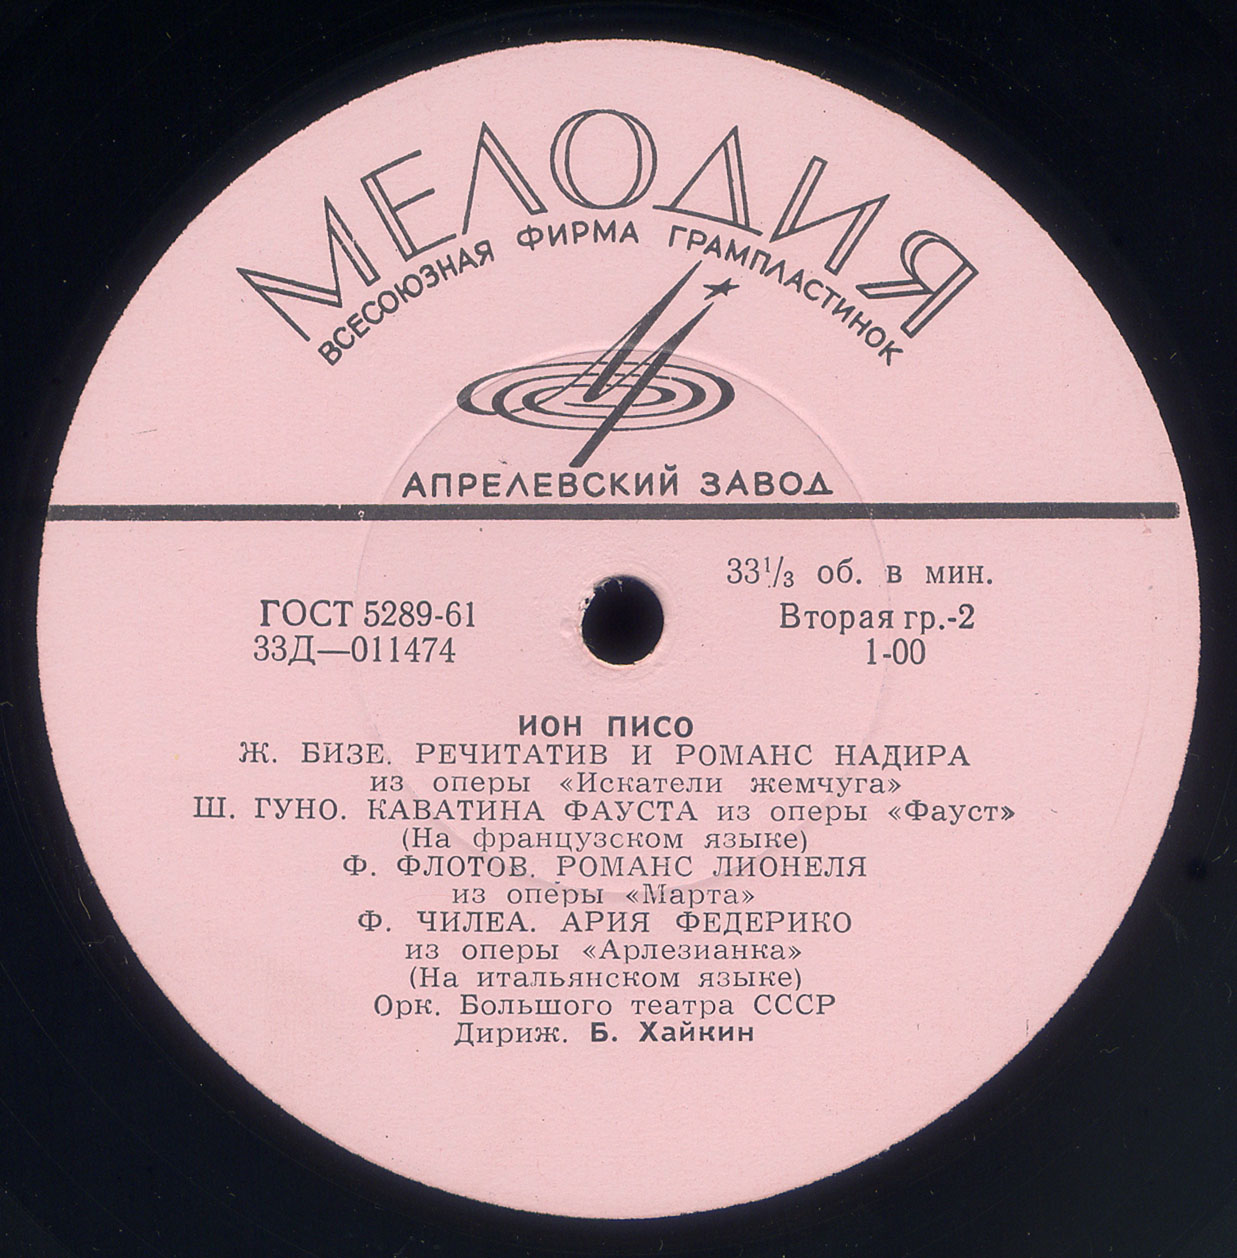 МЕЛОДИЯ
ВСЕСОЮЗНАЯ ФИРМА ГРАМПЛАСТИНОК
АПРЕЛЕВСКИЙ ЗАВОД
33⅓ об. в мин.
ГОСТ 5289-61
Вторая гр.-2
33Д—011474
1-00
ИОН ПИСО
Ж. БИЗЕ. РЕЧИТАТИВ И РОМАНС НАДИРА
из оперы «Искатели жемчуга»
Ш. ГУНО. КАВАТИНА ФАУСТА из оперы «Фауст»
(На французском языке)
Ф. ФЛОТОВ. РОМАНС ЛИОНЕЛЯ
из оперы «Марта»
Ф. ЧИЛЕА. АРИЯ ФЕДЕРИКО
из оперы «Арлезианка»
(На итальянском языке)
Орк. Большого театра СССР
Дириж. Б. Хайкин